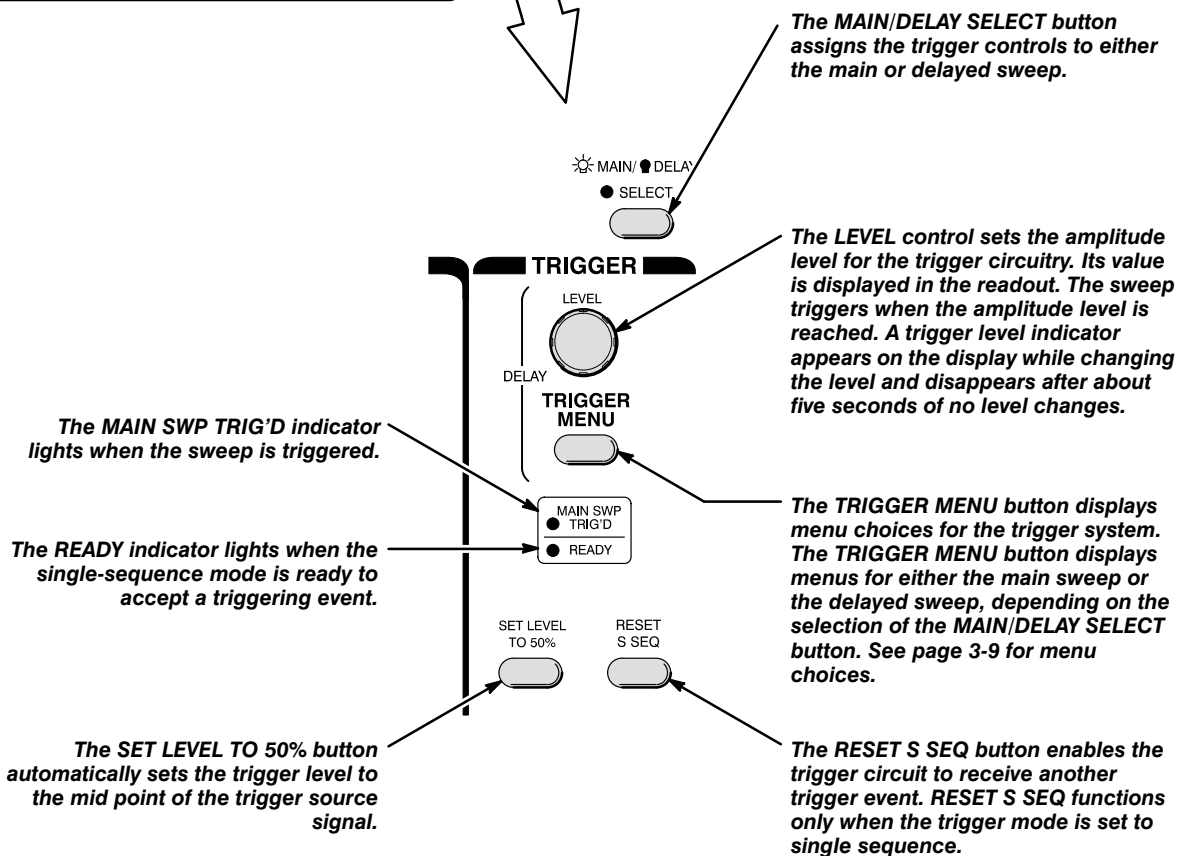 The MAIN/DELAY SELECT button
assigns the trigger controls to either
the main or delayed sweep.
MAIN/ DELAY
SELECT
The LEVEL control sets the amplitude
level for the trigger circuitry. Its value
is displayed in the readout. The sweep
triggers when the amplitude level is
reached. A trigger level indicator
appears on the display while changing
the level and disappears after about
five seconds of no level changes.
TRIGGER
LEVEL
DELAY
TRIGGER
MENU
The MAIN SWP TRIG’D indicator
lights when the sweep is triggered.
MAIN SWP
TRIG’D
READY
The READY indicator lights when the
single-sequence mode is ready to
accept a triggering event.
The TRIGGER MENU button displays
menu choices for the trigger system.
The TRIGGER MENU button displays
menus for either the main sweep or
the delayed sweep, depending on the
selection of the MAIN/DELAY SELECT
button. See page 3-9 for menu
choices.
SET LEVEL
TO 50%
RESET
S SEQ
The SET LEVEL TO 50% button
automatically sets the trigger level to
the mid point of the trigger source
signal.
The RESET S SEQ button enables the
trigger circuit to receive another
trigger event. RESET S SEQ functions
only when the trigger mode is set to
single sequence.